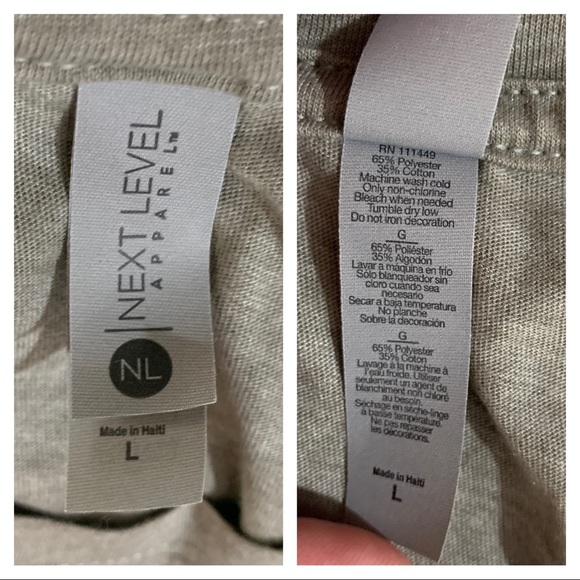 NEXT LEVEL
APPAREL™
NL
Made in Haiti
L
RN 111449
65% Polyester
35% Cotton
Machine wash cold
Only non-chlorine
Bleach when needed
Tumble dry low
Do not iron decoration
G
65% Poliéster
35% Algodón
Lavar a máquina en frío
Sólo blanqueador sin
cloro cuando sea
necesario
Secar a baja temperatura
No planche
Sobre la decoración
G
65% Polyester
35% Coton
Lavage à la machine à
l'eau froide. Utiliser
seulement un agent de
blanchiment non chloré
au besoin.
Séchage en sèche-linge
à basse température.
Ne pas repasser
les décorations.
Made in Haiti
L